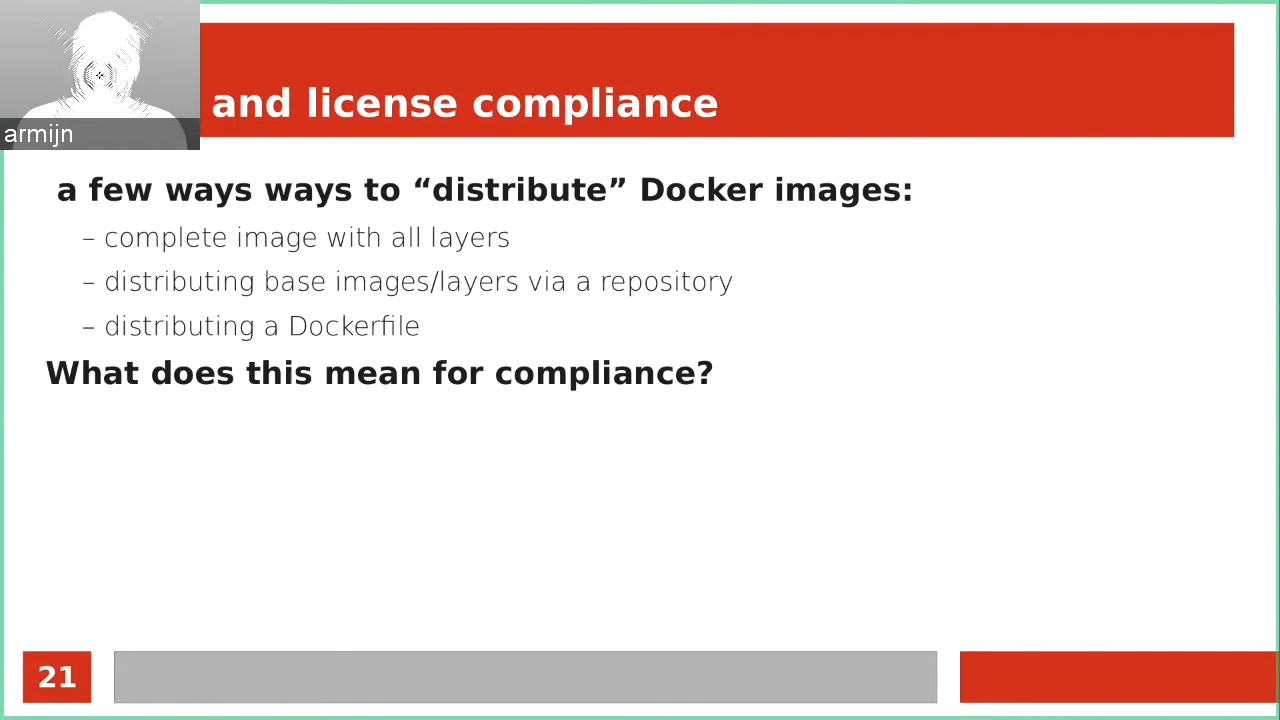 armijn
and license compliance
a few ways ways to “distribute” Docker images:
– complete image with all layers
– distributing base images/layers via a repository
– distributing a Dockerfile
What does this mean for compliance?
21